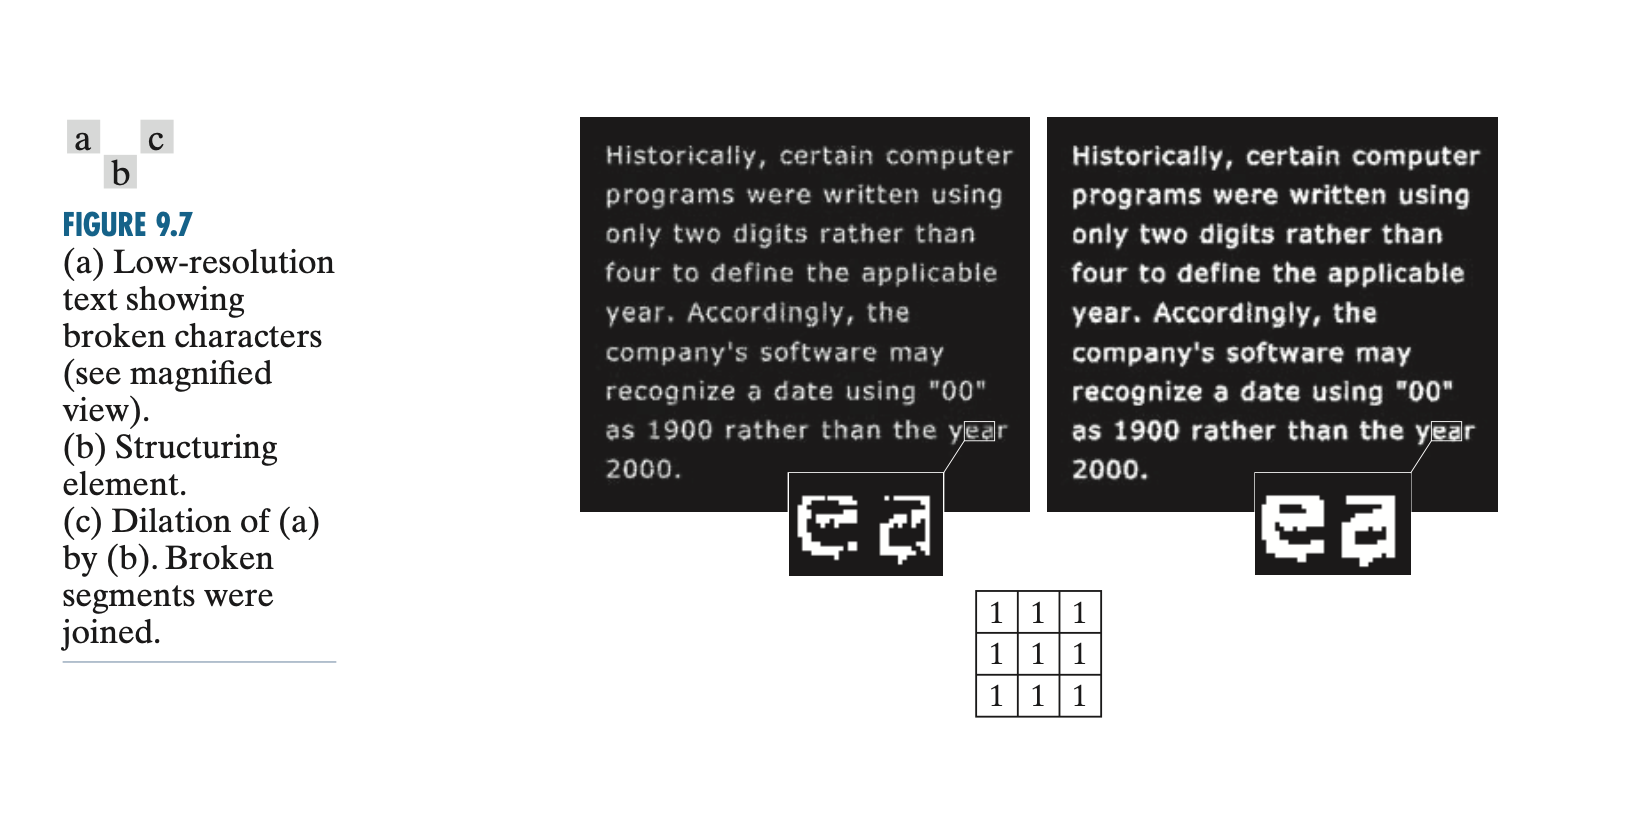 a c
b
FIGURE 9.7
(a) Low-resolution
text showing
broken characters
(see magnified
view).
(b) Structuring
element.
(c) Dilation of (a)
by (b). Broken
segments were
joined.
Historically, certain computer
programs were written using
only two digits rather than
four to define the applicable
year. Accordingly, the
company's software may
recognize a date using "00"
as 1900 rather than the year
2000.
e a
Historically, certain computer
programs were written using
only two digits rather than
four to define the applicable
year. Accordingly, the
company's software may
recognize a date using "00"
as 1900 rather than the year
2000.
e a
1 1 1
1 1 1
1 1 1